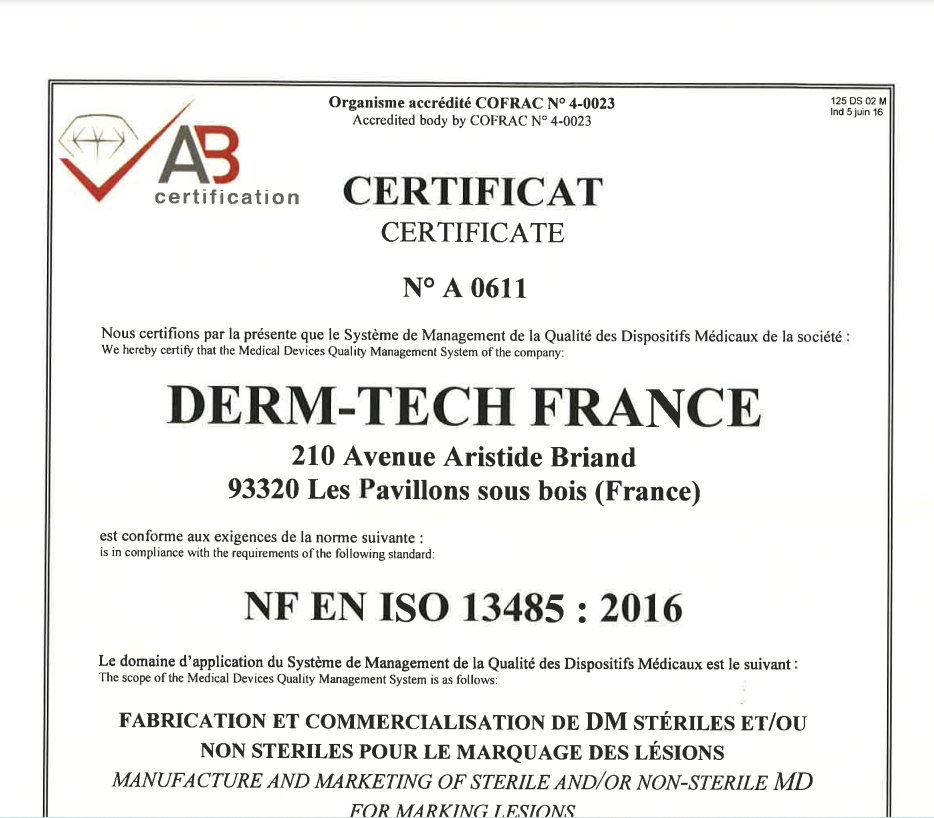 Organisme accrédité COFRAC N° 4-0023
Accredited body by COFRAC N° 4-0023
125 DS 02 M
Ind 5 juin 16
AB
certification
CERTIFICAT
CERTIFICATE
N° A 0611
Nous certifions par la présente que le Système de Management de la Qualité des Dispositifs Médicaux de la société :
We hereby certify that the Medical Devices Quality Management System of the company:
DERM-TECH FRANCE
210 Avenue Aristide Briand
93320 Les Pavillons sous bois (France)
est conforme aux exigences de la norme suivante :
is in compliance with the requirements of the following standard:
NF EN ISO 13485 : 2016
Le domaine d'application du Système de Management de la Qualité des Dispositifs Médicaux est le suivant :
The scope of the Medical Devices Quality Management System is as follows:
FABRICATION ET COMMERCIALISATION DE DM STÉRILES ET/OU
NON STERILES POUR LE MARQUAGE DES LÉSIONS
MANUFACTURE AND MARKETING OF STERILE AND/OR NON-STERILE MD
FOR MARKING LESIONS